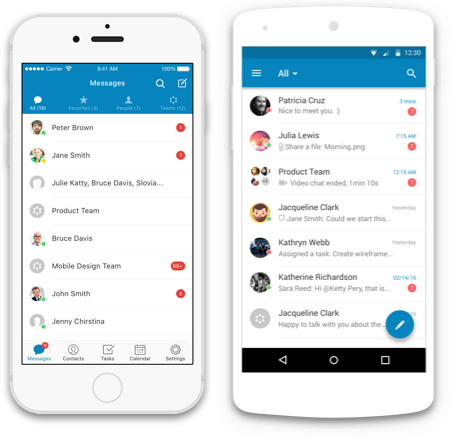 Carrier 9:41 AM 100%
Messages
All (19) Favorites (3) People (7) Teams (12)
Peter Brown 1
Jane Smith 1
Julie Katty, Bruce Davis, Slovia...
Product Team
Bruce Davis
Mobile Design Team 99+
John Smith 5
Jenny Chirstina
Messages Contacts Tasks Calendar Settings
12:30
All
Patricia Cruz 3 mins
Nice to meet you. :) 2
Julia Lewis 7:15 AM
Share a file: Morning.png 2
Product Team 12:15 AM
Video chat ended, 1min 10s 2
Jacqueline Clark Yesterday
Jane Smith: Could we start this...
Kathryn Webb Yesterday
Assigned a task: Create wireframe...
Katherine Richardson 02/14/16
Sara Reed: Hi @Ketty Pery, that is... 2
Jacqueline Clark
Happy to talk with you about the...